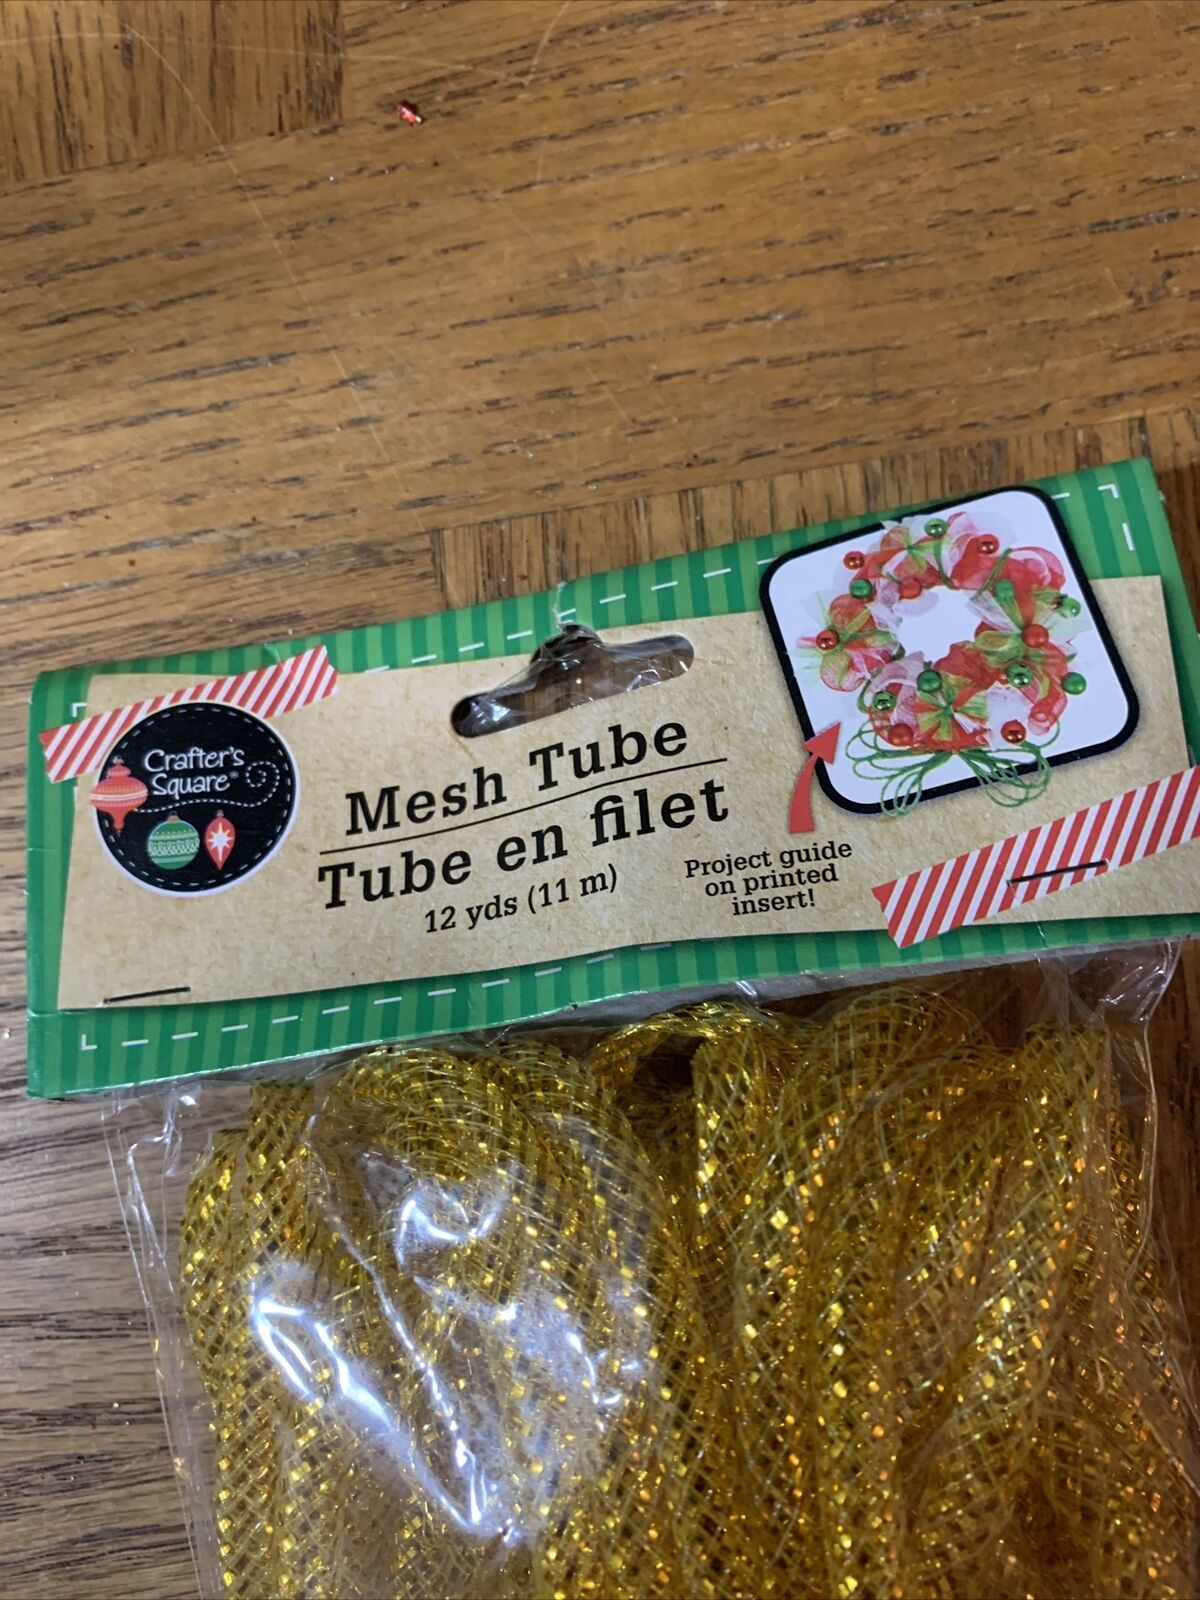 Crafter's
Square®
Mesh Tube
Tube en filet
12 yds (11 m)
Project guide
on printed
insert!